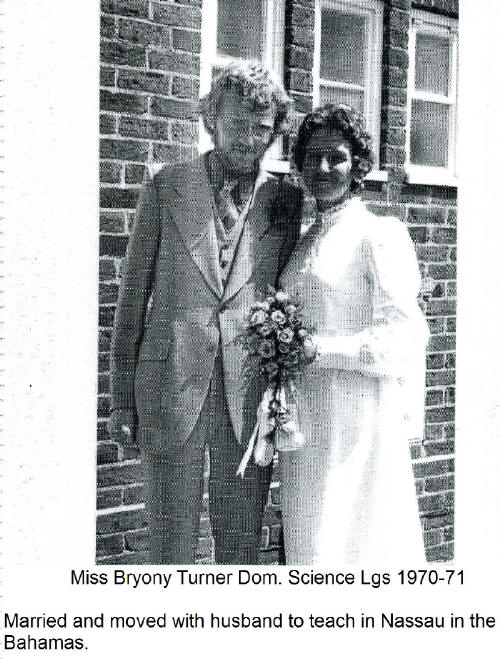 Miss Bryony Turner Dom. Science Lgs 1970-71
Married and moved with husband to teach in Nassau in the
Bahamas.